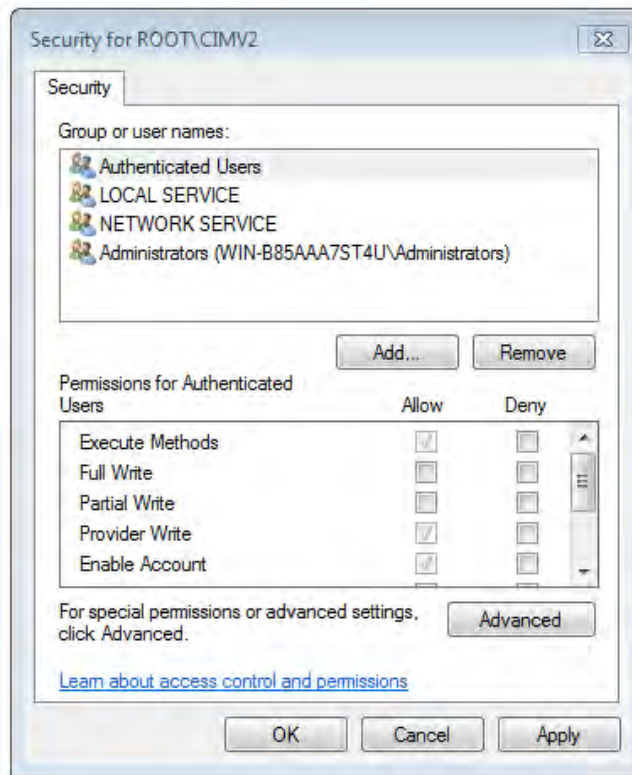 Security for ROOT\CIMV2
Security
Group or user names:
Authenticated Users
LOCAL SERVICE
NETWORK SERVICE
Administrators (WIN-B85AAA7ST4U\Administrators)
Add...
Remove
Permissions for Authenticated
Users
Allow
Deny
Execute Methods
Full Write
Partial Write
Provider Write
Enable Account
For special permissions or advanced settings,
click Advanced.
Advanced
Learn about access control and permissions
OK
Cancel
Apply